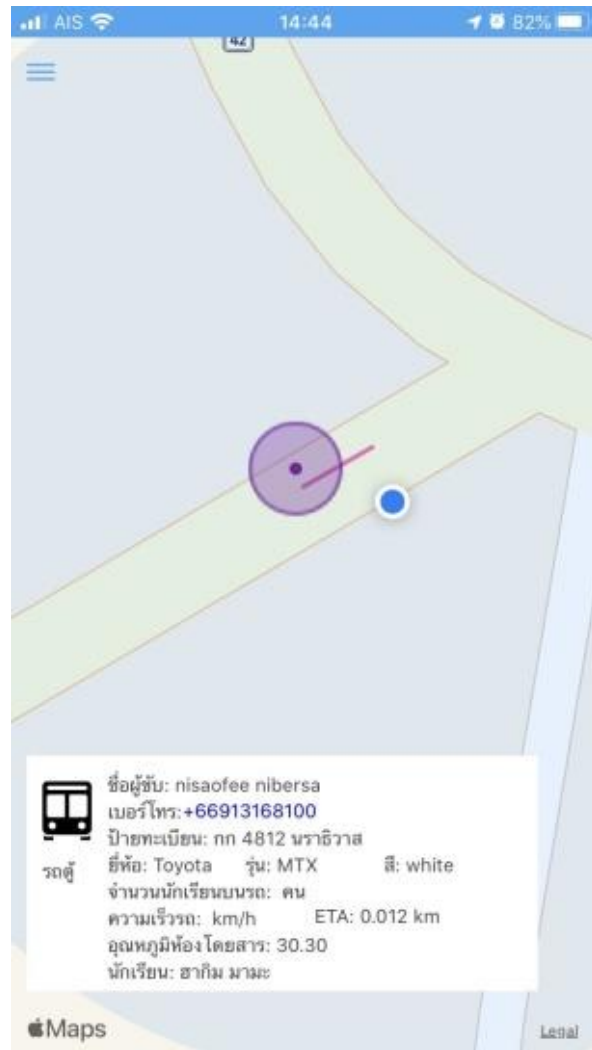 AIS 14:44 82%
42
ชื่อผู้ขับ: nisaofee nibersa
เบอร์โทร:+66913168100
ป้ายทะเบียน: กก 4812 นราธิวาส
รถตู้
ยี่ห้อ: Toyota รุ่น: MTX สี: white
จำนวนนักเรียนบนรถ: คน
ความเร็วรถ: km/h ETA: 0.012 km
อุณหภูมิห้องโดยสาร: 30.30
นักเรียน: ฮากิม มามะ
Maps Legal